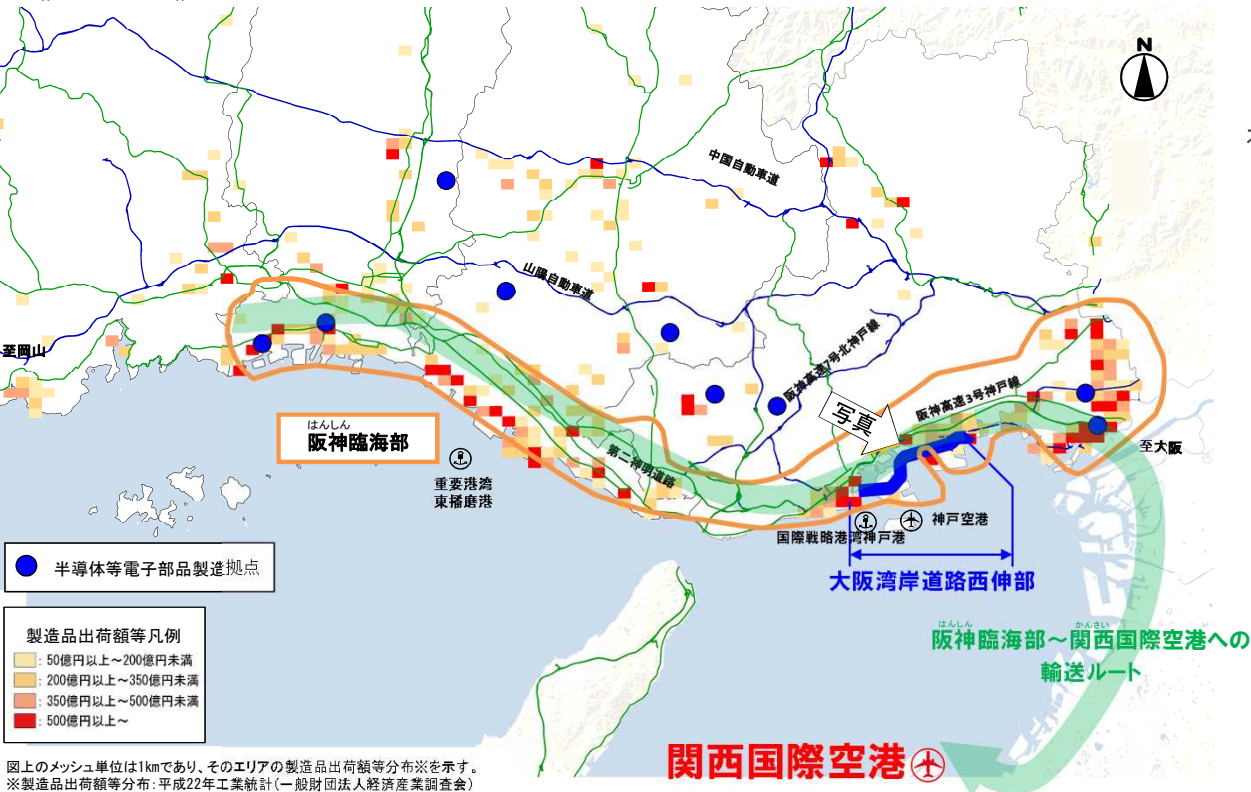 N
中国自動車道
山陽自動車道
至岡山
阪神高速7号北神戸線
写真
阪神高速3号神戸線
はんしん
阪神臨海部
第二神明道路
至大阪
重要港湾
東播磨港
神戸空港
国際戦略港湾神戸港
半導体等電子部品製造拠点
大阪湾岸道路西伸部
製造品出荷額等凡例
:50億円以上~200億円未満
:200億円以上~350億円未満
:350億円以上~500億円未満
:500億円以上~
はんしん かんさい
阪神臨海部~関西国際空港への
輸送ルート
関西国際空港
図上のメッシュ単位は1kmであり、そのエリアの製造品出荷額等分布※を示す。
※製造品出荷額等分布:平成22年工業統計(一般財団法人経済産業調査会)